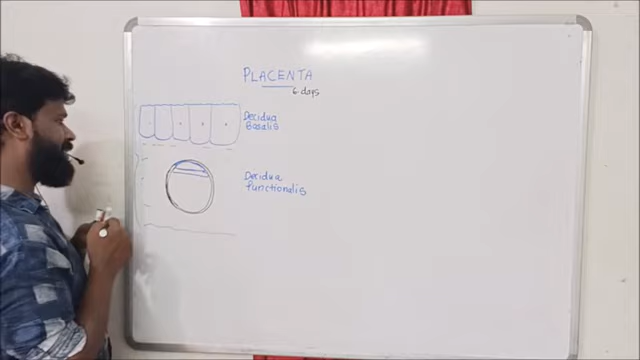 PLACENTA
6 days
Decidua
Basalis
Decidua
functionalis